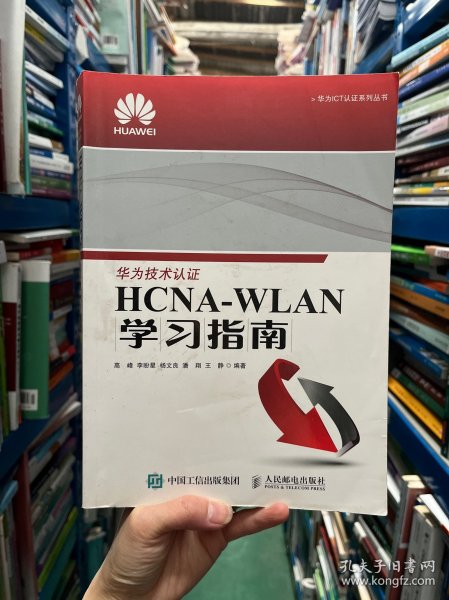 HUAWEI
> 华为ICT认证系列丛书
华为技术认证
HCNA-WLAN
学习指南
高 峰 李盼星 杨文良 潘 翔 王 静 ◎ 编著
中国工信出版集团
人民邮电出版社
POSTS & TELECOM PRESS
孔夫子旧书网
www.kongfz.com